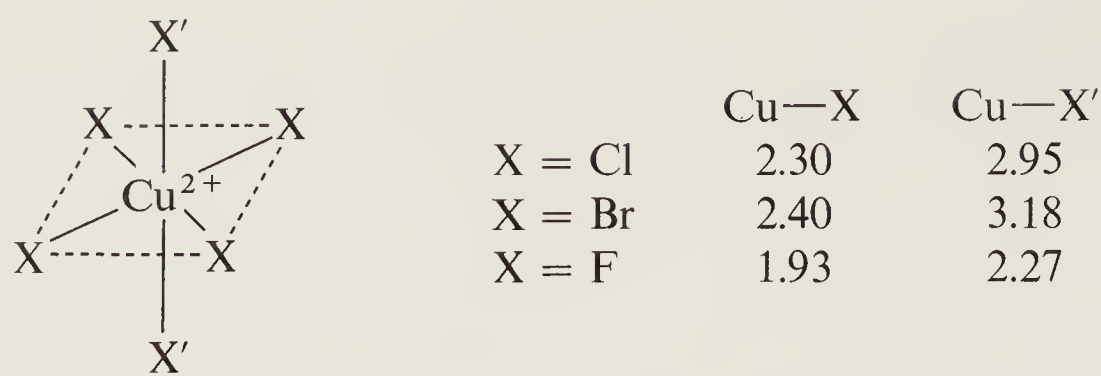 X′
X X
Cu²⁺
X X
X′
Cu—X Cu—X′
X = Cl 2.30 2.95
X = Br 2.40 3.18
X = F 1.93 2.27